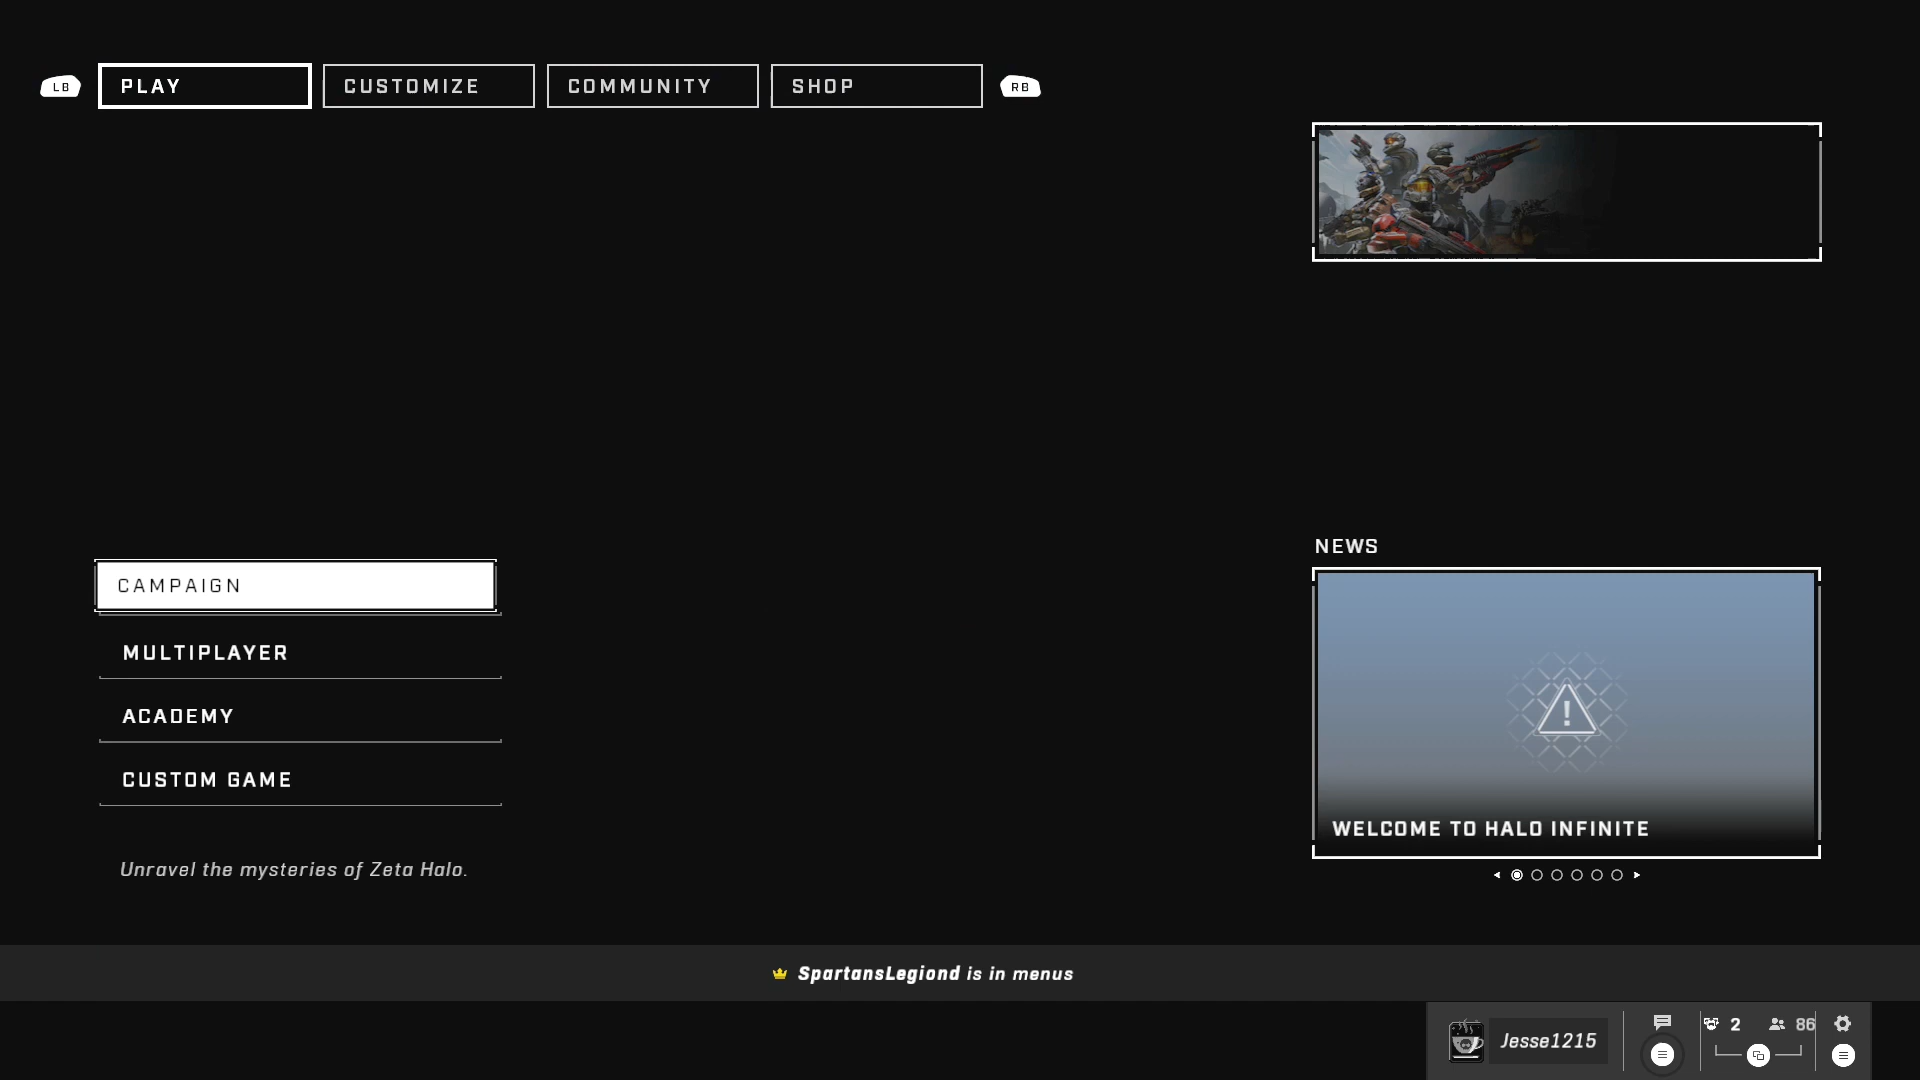 LB
PLAY
CUSTOMIZE
COMMUNITY
SHOP
RB
NEWS
CAMPAIGN
MULTIPLAYER
ACADEMY
CUSTOM GAME
Unravel the mysteries of Zeta Halo.
WELCOME TO HALO INFINITE
SpartansLegiond is in menus
Jesse1215
2
86